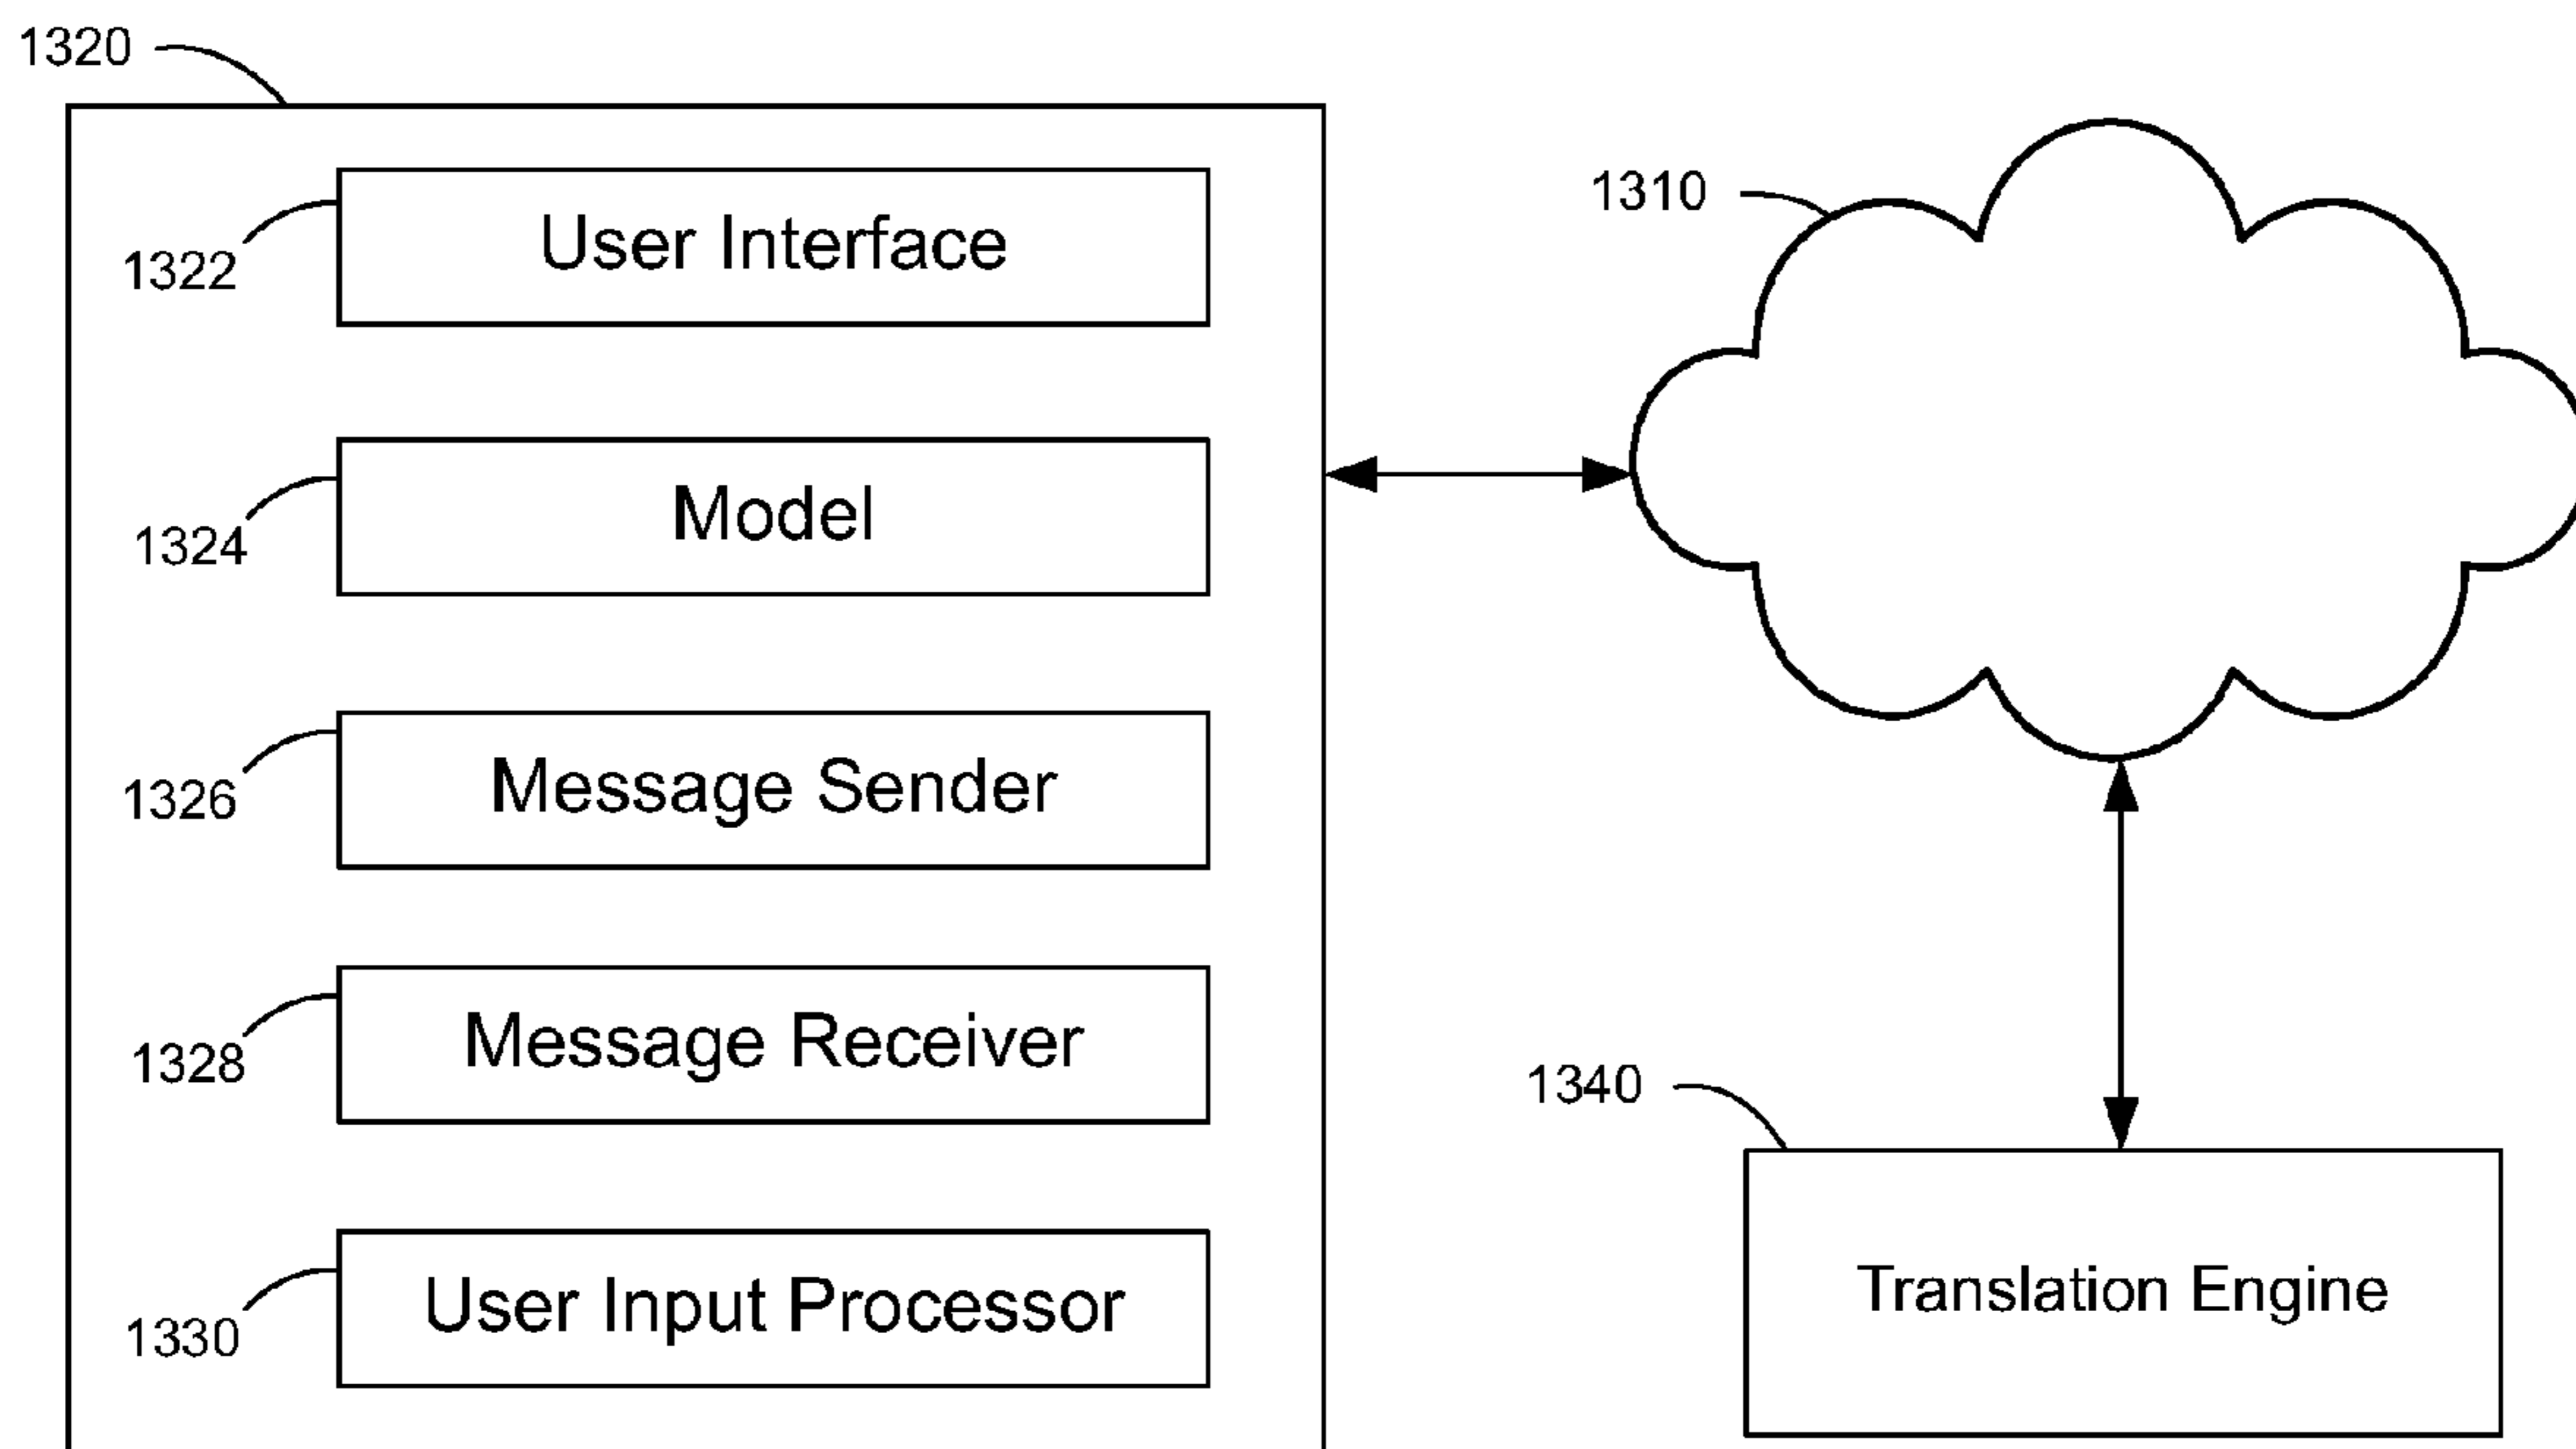 1320
User Interface
1322
Model
1324
Message Sender
1326
Message Receiver
1328
User Input Processor
1330
1310
1340
Translation Engine